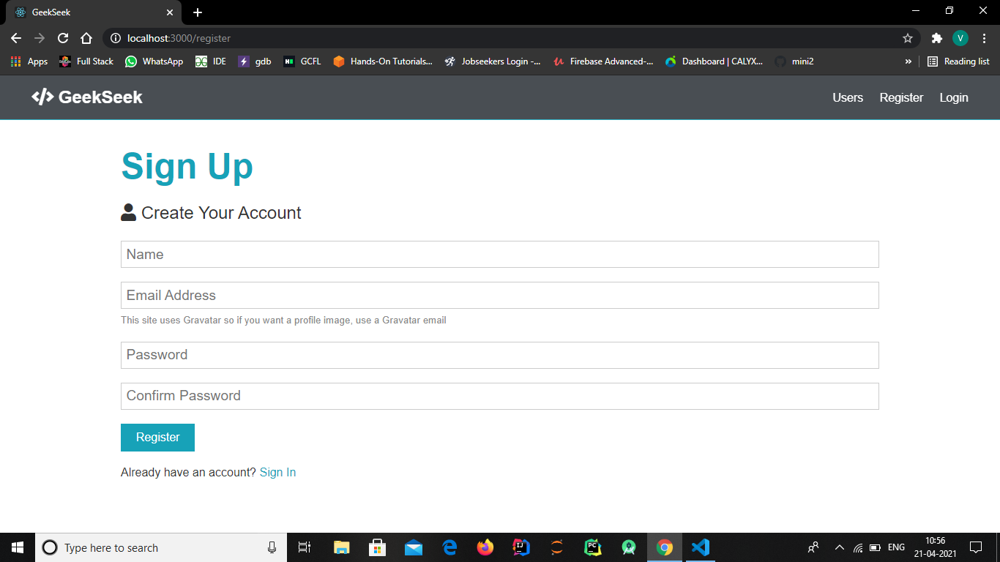 GeekSeek
localhost:3000/register
V
Apps Full Stack WhatsApp IDE gdb GCFL Hands-On Tutorials... Jobseekers Login -... Firebase Advanced-... Dashboard | CALYX... mini2 » Reading list
</> GeekSeek Users Register Login
Sign Up
Create Your Account
Name
Email Address
This site uses Gravatar so if you want a profile image, use a Gravatar email
Password
Confirm Password
Register
Already have an account? Sign In
Type here to search ENG 10:56
21-04-2021